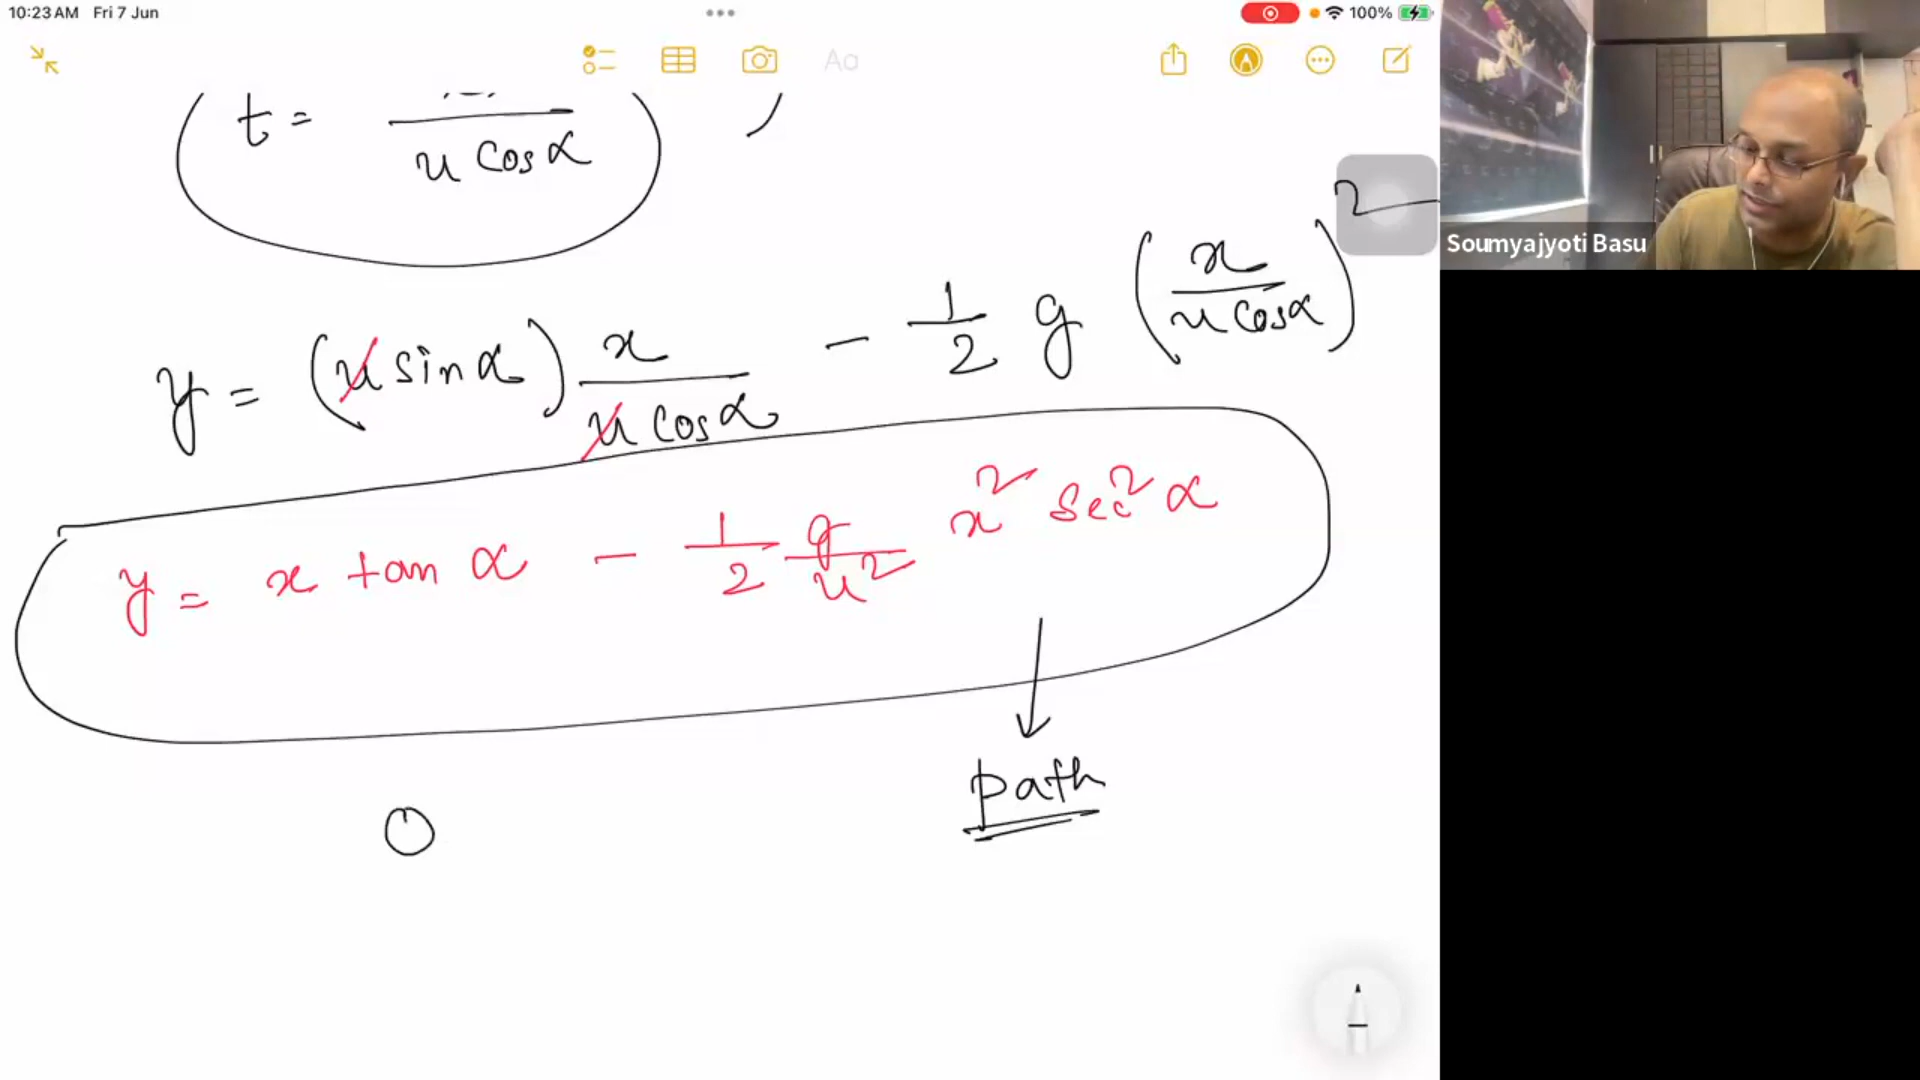 10:23 AM Fri 7 Jun
100%
Aa
t = / u cos α ,
y = (u sin α) x / u cos α - 1/2 g (x / u cos α)²
y = x tan α - 1/2 g/u² x² sec² α
path
O
Soumyajyoti Basu